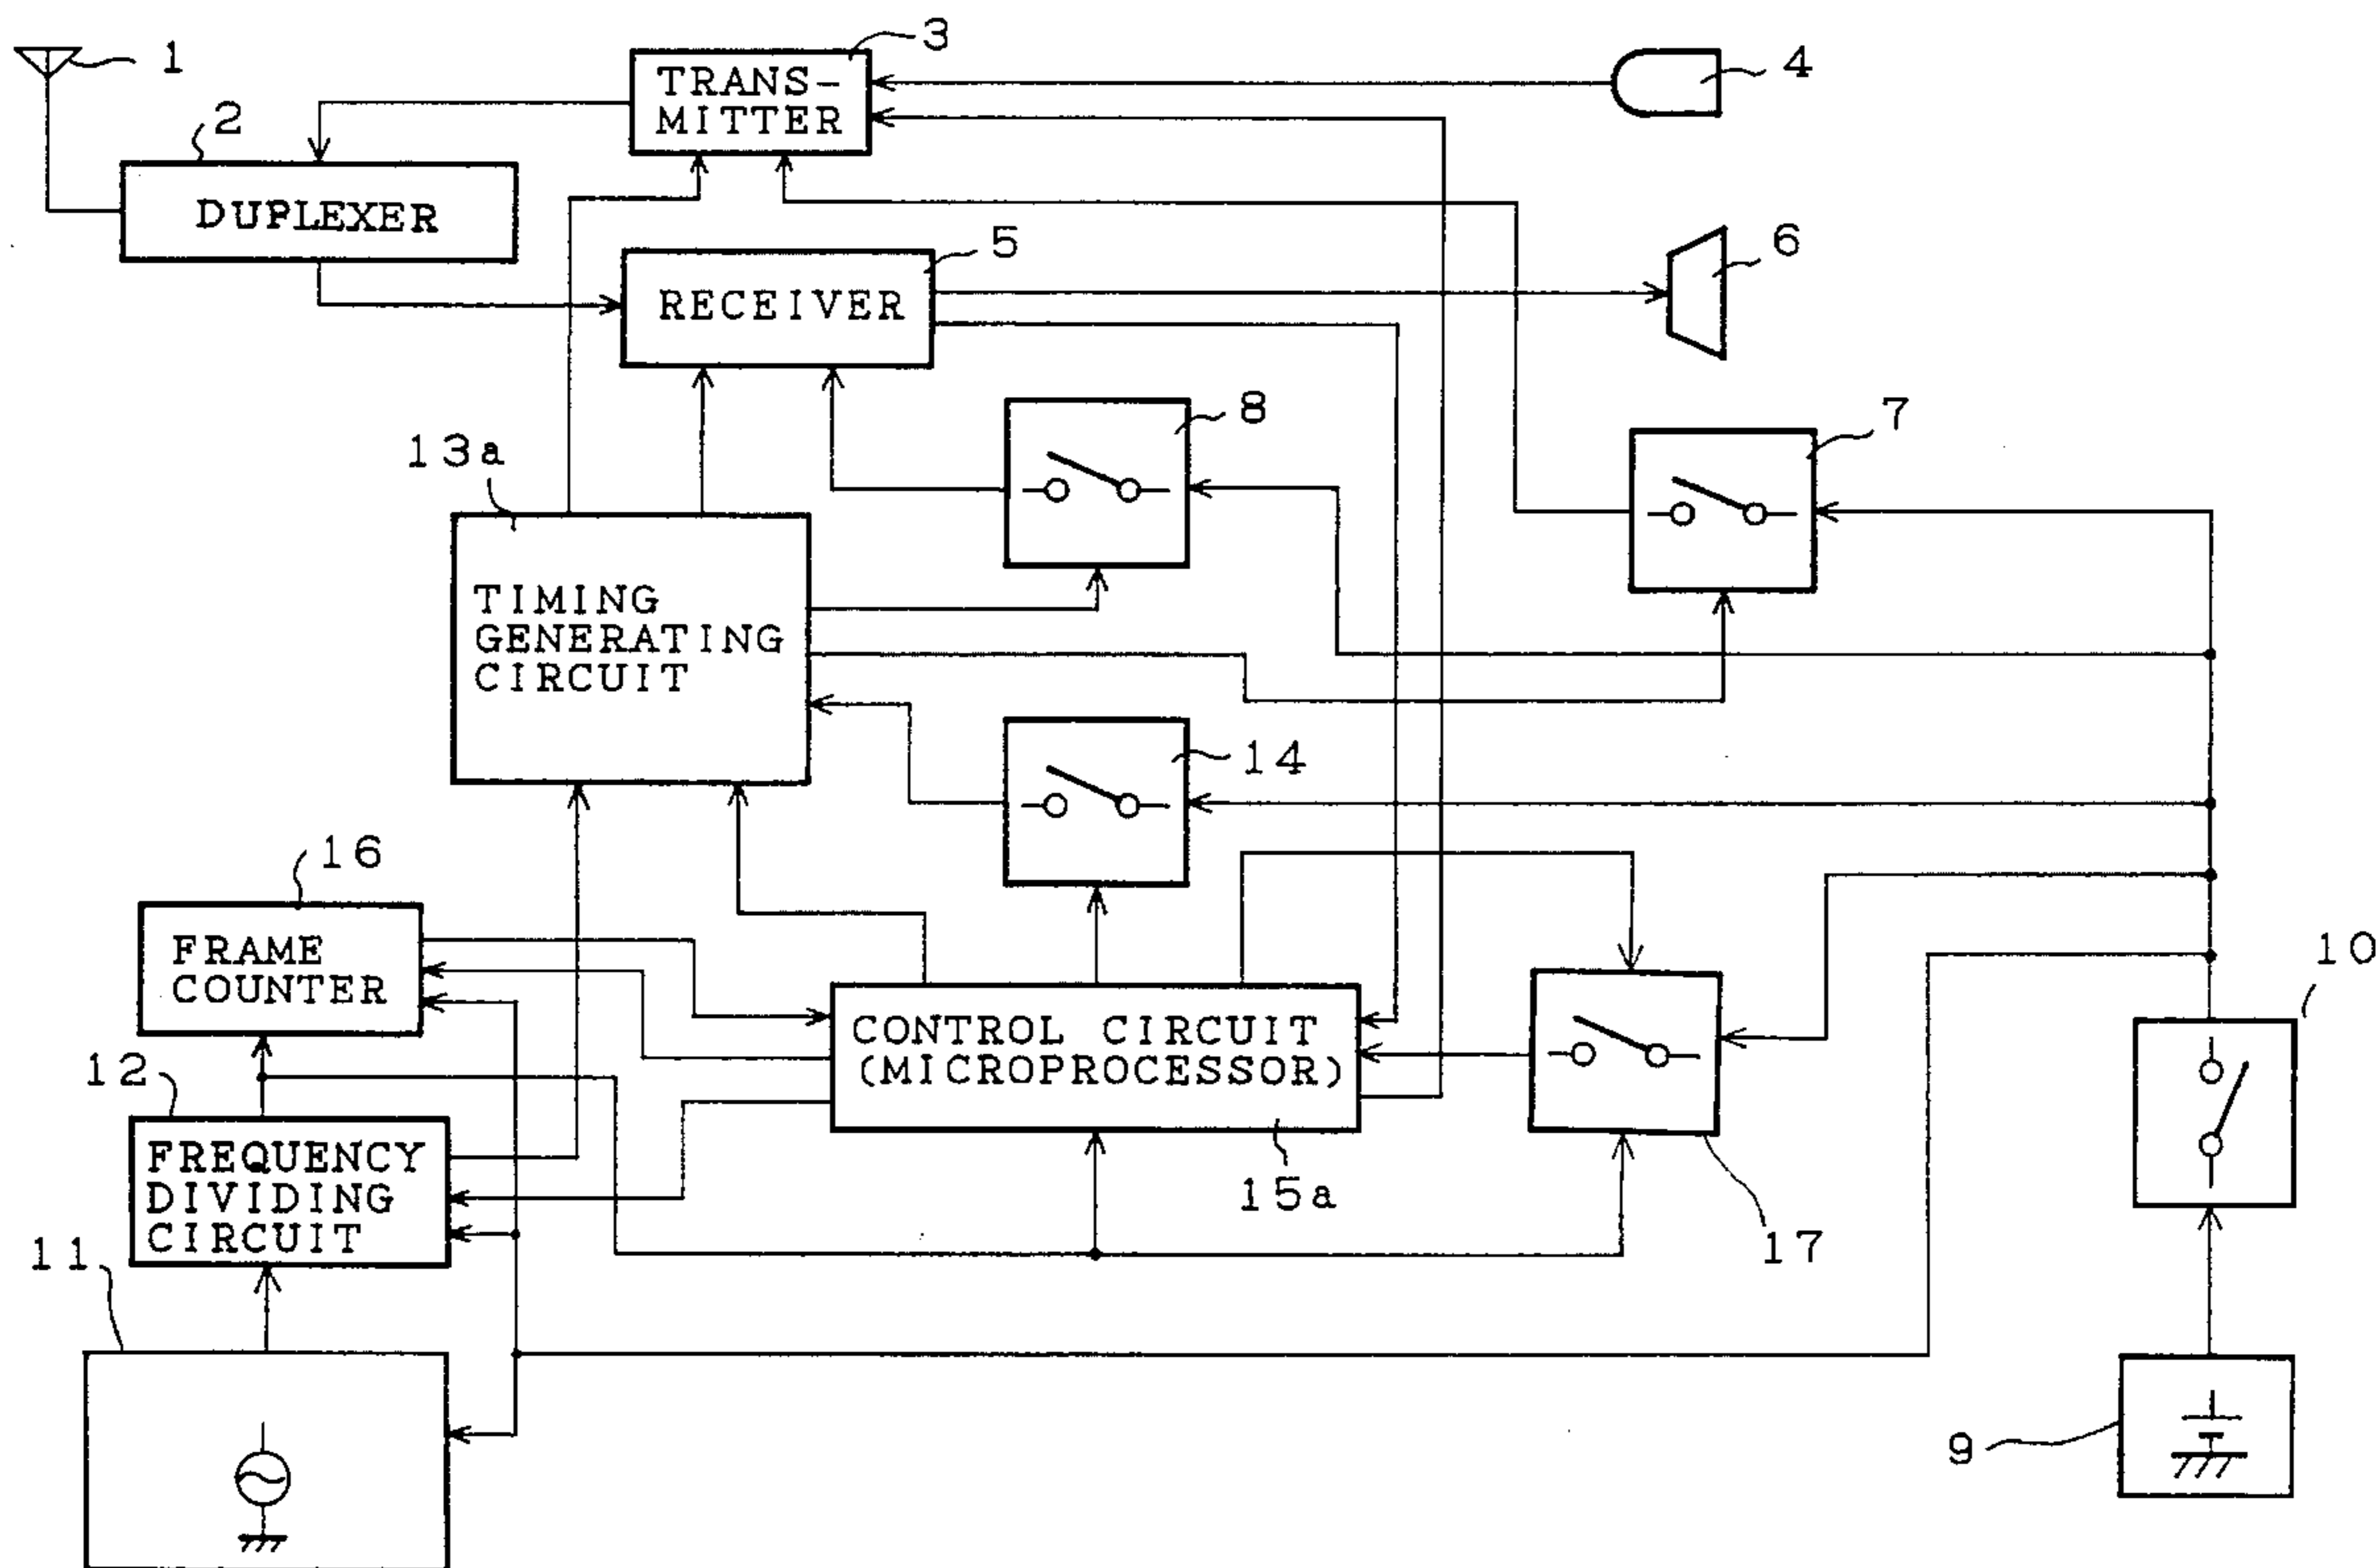 1
3
TRANS-
MITTER
4
2
DUPLEXER
5
RECEIVER
6
8
7
13a
TIMING
GENERATING
CIRCUIT
14
16
FRAME
COUNTER
10
CONTROL CIRCUIT
(MICROPROCESSOR)
12
FREQUENCY
DIVIDING
CIRCUIT
15a
17
11
9